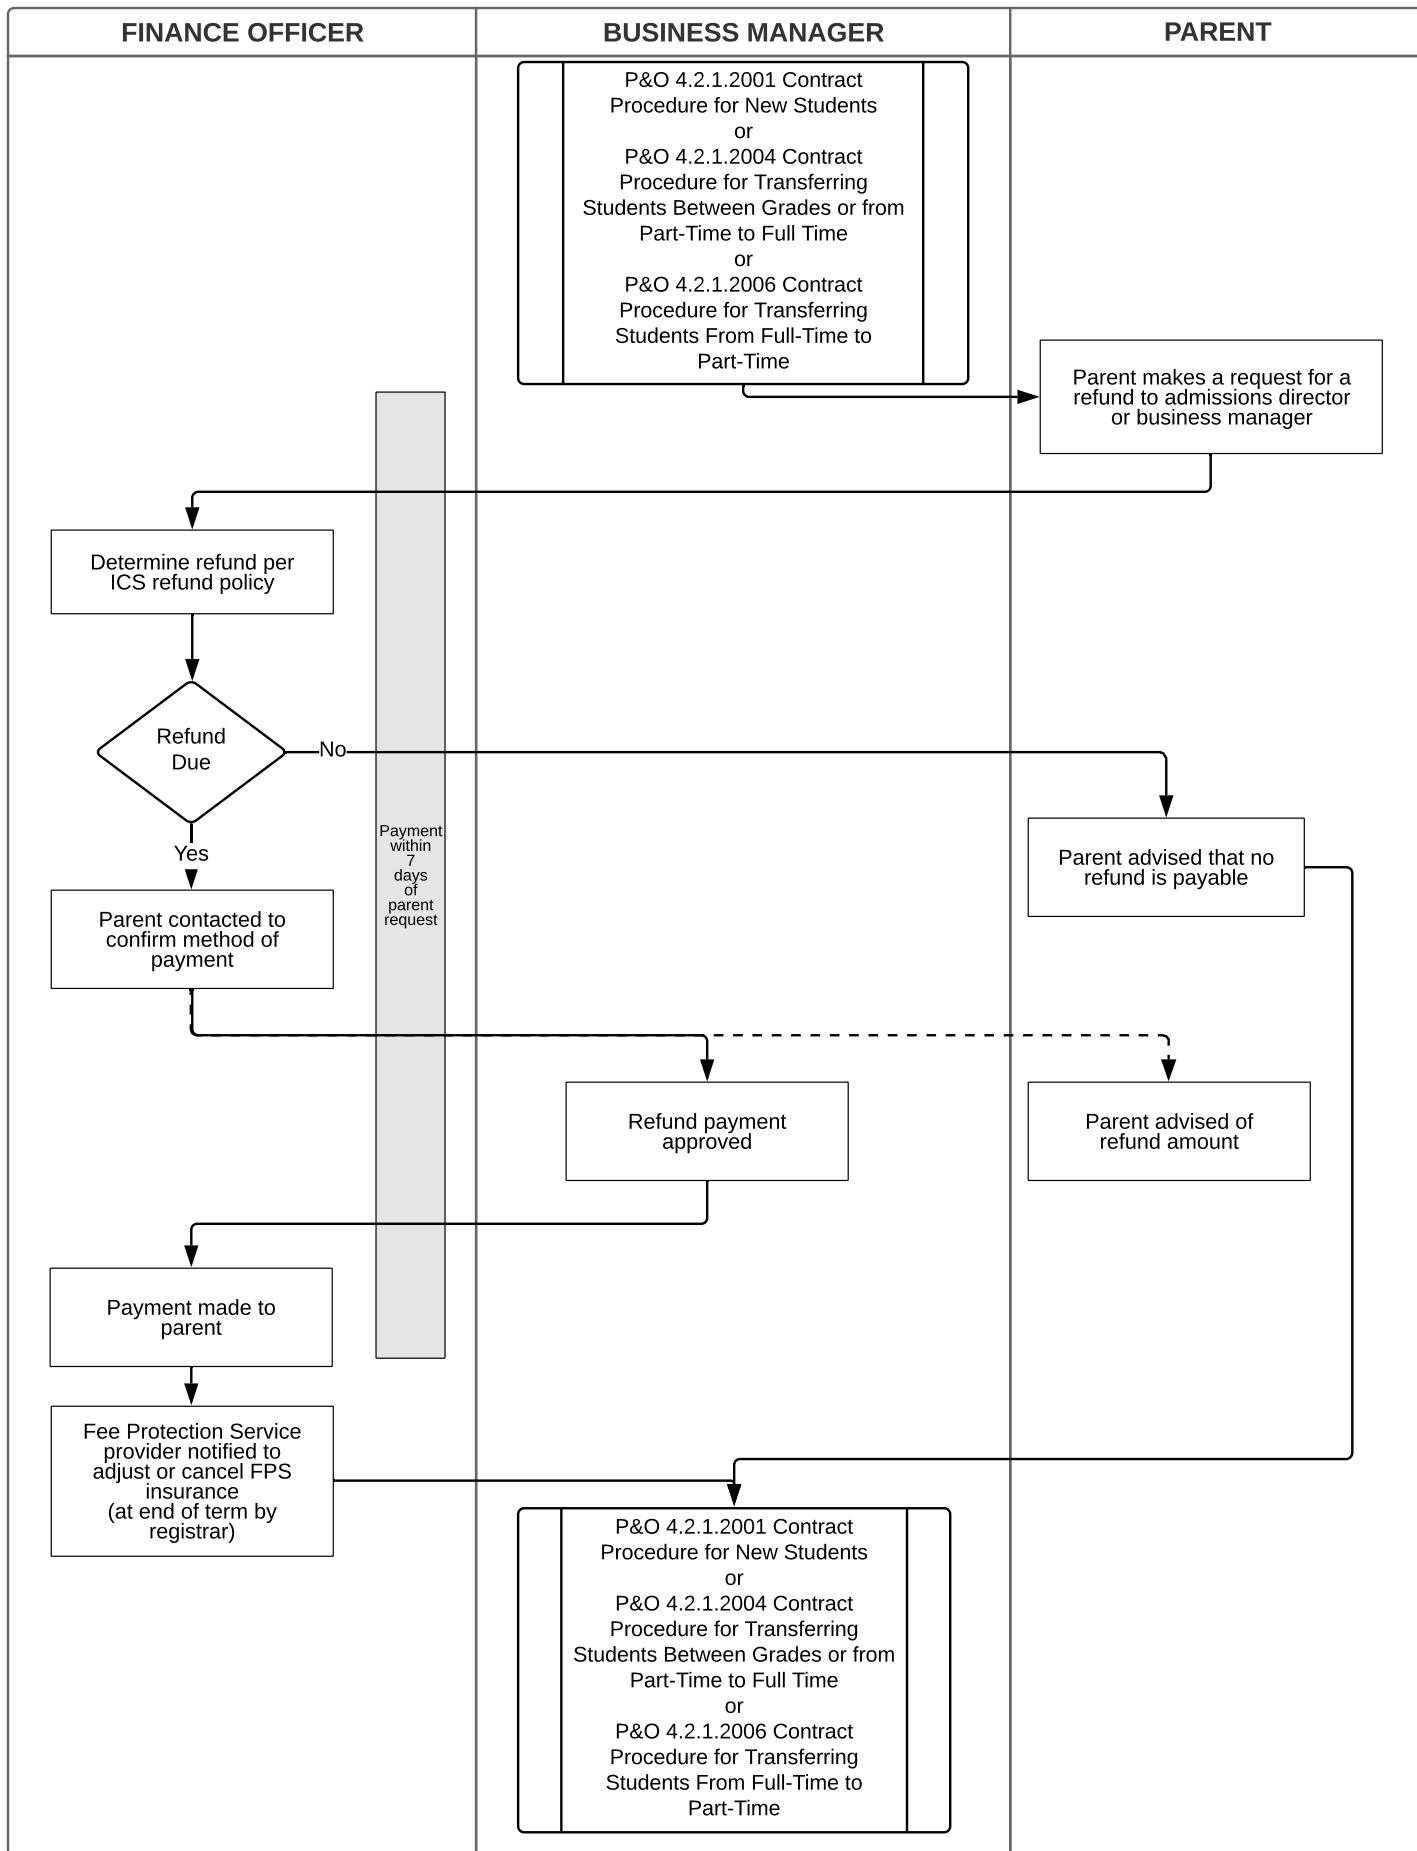 FINANCE OFFICER
BUSINESS MANAGER
PARENT
P&O 4.2.1.2001 Contract
Procedure for New Students
or
P&O 4.2.1.2004 Contract
Procedure for Transferring
Students Between Grades or from
Part-Time to Full Time
or
P&O 4.2.1.2006 Contract
Procedure for Transferring
Students From Full-Time to
Part-Time
Parent makes a request for a
refund to admissions director
or business manager
Determine refund per
ICS refund policy
Refund
Due
No
Yes
Payment
within
7
days
of
parent
request
Parent advised that no
refund is payable
Parent contacted to
confirm method of
payment
Refund payment
approved
Parent advised of
refund amount
Payment made to
parent
Fee Protection Service
provider notified to
adjust or cancel FPS
insurance
(at end of term by
registrar)
P&O 4.2.1.2001 Contract
Procedure for New Students
or
P&O 4.2.1.2004 Contract
Procedure for Transferring
Students Between Grades or from
Part-Time to Full Time
or
P&O 4.2.1.2006 Contract
Procedure for Transferring
Students From Full-Time to
Part-Time